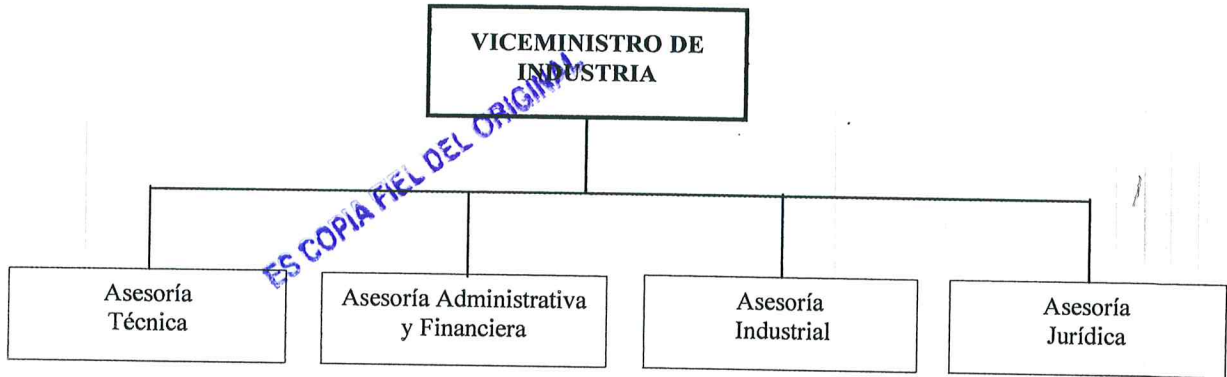 VICEMINISTRO DE
INDUSTRIA
ES COPIA FIEL DEL ORIGINAL
Asesoría
Técnica
Asesoría Administrativa
y Financiera
Asesoría
Industrial
Asesoría
Jurídica